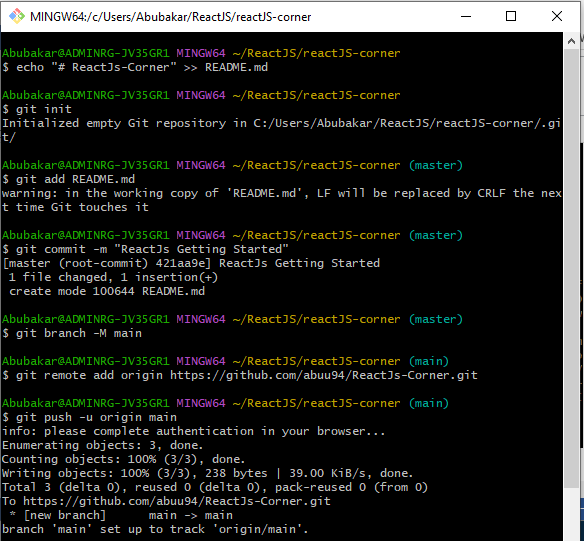 MINGW64:/c/Users/Abubakar/ReactJS/reactJS-corner
Abubakar@ADMINRG-JV35GR1 MINGW64 ~/ReactJS/reactJS-corner
$ echo "# ReactJs-Corner" >> README.md
Abubakar@ADMINRG-JV35GR1 MINGW64 ~/ReactJS/reactJS-corner
$ git init
Initialized empty Git repository in C:/Users/Abubakar/ReactJS/reactJS-corner/.gi
t/
Abubakar@ADMINRG-JV35GR1 MINGW64 ~/ReactJS/reactJS-corner (master)
$ git add README.md
warning: in the working copy of 'README.md', LF will be replaced by CRLF the nex
t time Git touches it
Abubakar@ADMINRG-JV35GR1 MINGW64 ~/ReactJS/reactJS-corner (master)
$ git commit -m "ReactJs Getting Started"
[master (root-commit) 421aa9e] ReactJs Getting Started
 1 file changed, 1 insertion(+)
 create mode 100644 README.md
Abubakar@ADMINRG-JV35GR1 MINGW64 ~/ReactJS/reactJS-corner (master)
$ git branch -M main
Abubakar@ADMINRG-JV35GR1 MINGW64 ~/ReactJS/reactJS-corner (main)
$ git remote add origin https://github.com/abuu94/ReactJs-Corner.git
Abubakar@ADMINRG-JV35GR1 MINGW64 ~/ReactJS/reactJS-corner (main)
$ git push -u origin main
info: please complete authentication in your browser...
Enumerating objects: 3, done.
Counting objects: 100% (3/3), done.
Writing objects: 100% (3/3), 238 bytes | 39.00 KiB/s, done.
Total 3 (delta 0), reused 0 (delta 0), pack-reused 0 (from 0)
To https://github.com/abuu94/ReactJs-Corner.git
 * [new branch]      main -> main
branch 'main' set up to track 'origin/main'.